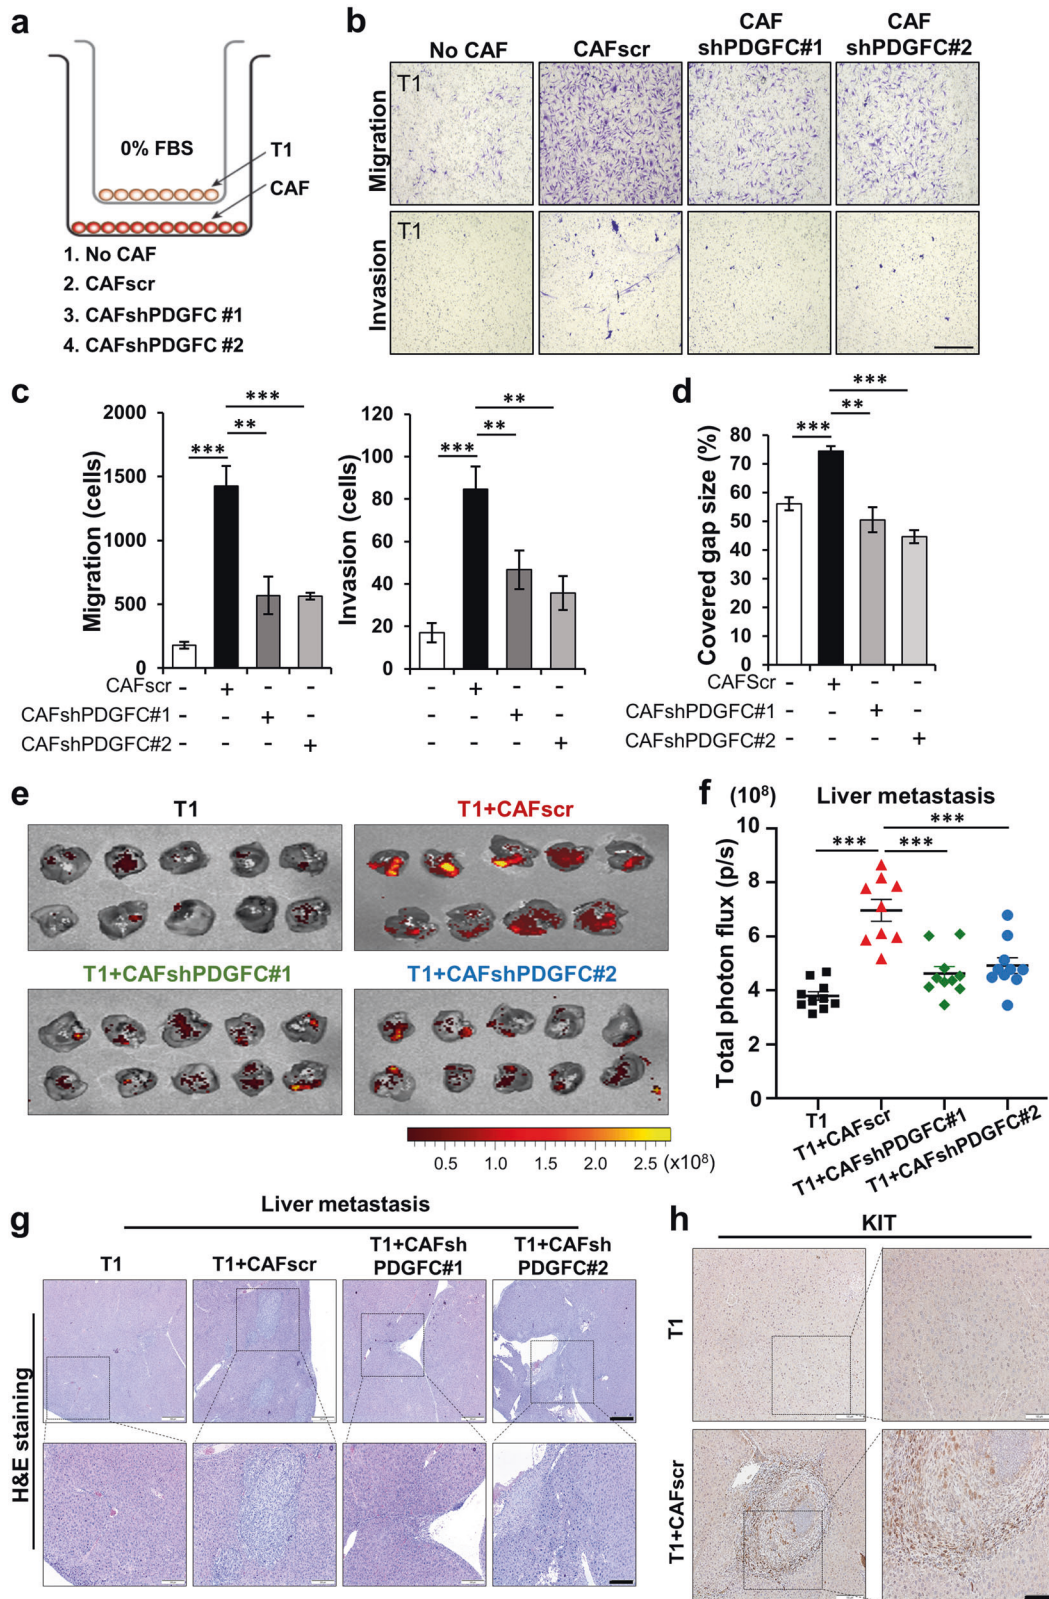 a
0% FBS
T1
CAF
1. No CAF
2. CAFscr
3. CAFshPDGFC #1
4. CAFshPDGFC #2
b
No CAF
CAFscr
CAF
shPDGFC#1
CAF
shPDGFC#2
Migration
T1
Invasion
T1
c
Migration (cells)
2000
1500
1000
500
0
***
**
***
CAFscr - + - -
CAFshPDGFC#1 - - + -
CAFshPDGFC#2 - - - +
Invasion (cells)
120
100
80
60
40
20
0
***
**
**
- + - -
- - + -
- - - +
d
Covered gap size (%)
80
70
60
50
40
30
20
10
0
***
**
***
CAFScr - + - -
CAFshPDGFC#1 - - + -
CAFshPDGFC#2 - - - +
e
T1
T1+CAFscr
T1+CAFshPDGFC#1
T1+CAFshPDGFC#2
0.5 1.0 1.5 2.0 2.5 (x10⁸)
f
(10⁸)
Liver metastasis
Total photon flux (p/s)
10
8
6
4
2
0
***
***
***
T1
T1+CAFscr
T1+CAFshPDGFC#1
T1+CAFshPDGFC#2
g
Liver metastasis
T1
T1+CAFscr
T1+CAFsh
PDGFC#1
T1+CAFsh
PDGFC#2
H&E staining
h
KIT
T1
T1+CAFscr